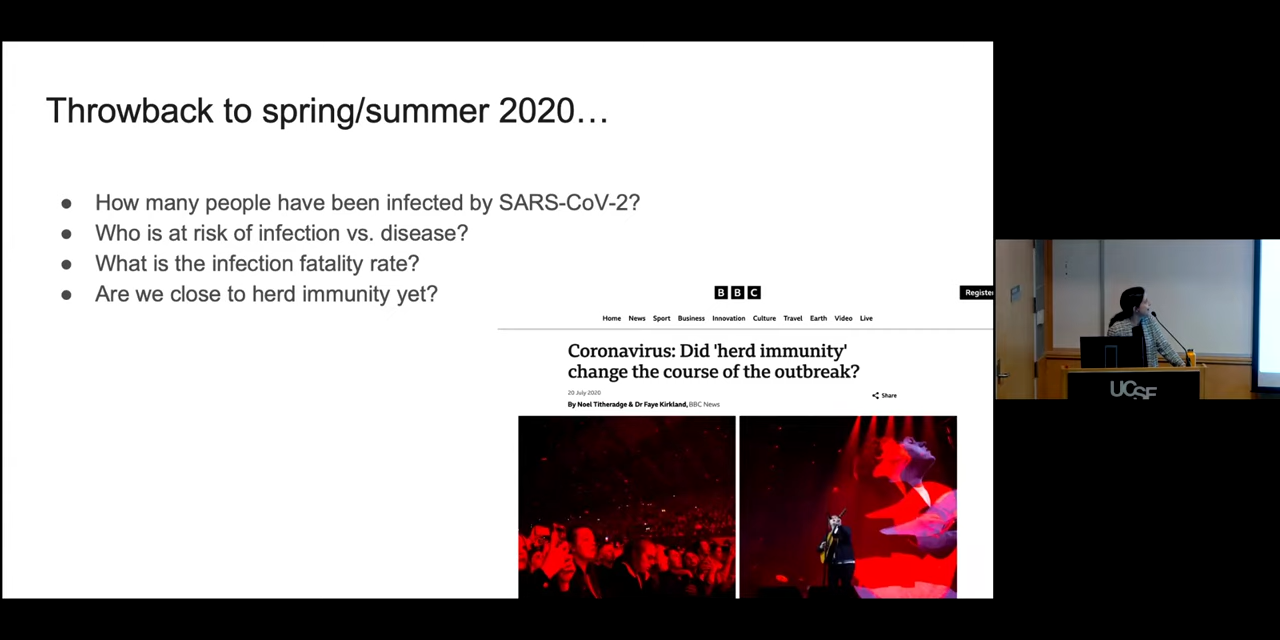 Throwback to spring/summer 2020…
● How many people have been infected by SARS-CoV-2?
● Who is at risk of infection vs. disease?
● What is the infection fatality rate?
● Are we close to herd immunity yet?
BBC
Register
Home News Sport Business Innovation Culture Travel Earth Video Live
Coronavirus: Did 'herd immunity'
change the course of the outbreak?
20 July 2020
Share
By Noel Titheradge & Dr Faye Kirkland, BBC News
UCSF